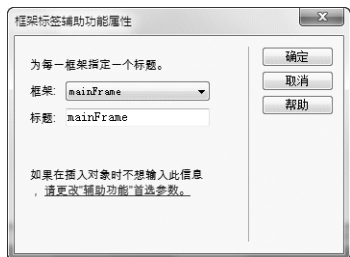 框架标签辅助功能属性
为每一框架指定一个标题。
框架: mainFrame
标题: mainFrame
如果在插入对象时不想输入此信息
，请更改"辅助功能"首选参数。
确定
取消
帮助